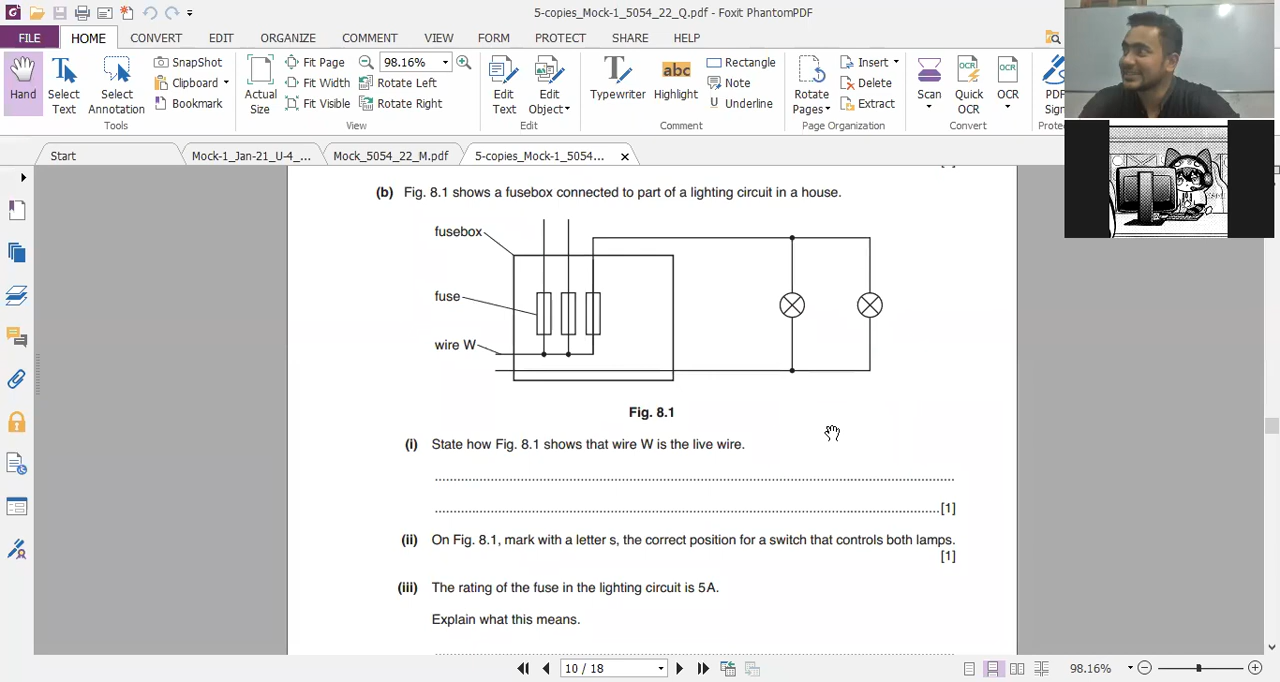 5-copies_Mock-1_5054_22_Q.pdf - Foxit PhantomPDF
FILE HOME CONVERT EDIT ORGANIZE COMMENT VIEW FORM PROTECT SHARE HELP
Hand
Select Text
Select Annotation
SnapShot
Clipboard
Bookmark
Tools
Actual Size
Fit Page
Fit Width
Fit Visible
98.16%
Rotate Left
Rotate Right
View
Edit Text
Edit Object
Edit
Typewriter
abc
Highlight
Rectangle
Note
Underline
Comment
Rotate Pages
Insert
Delete
Extract
Page Organization
Scan
OCR
Quick OCR
OCR
OCR
Convert
PDF
Sign
Prote
Start
Mock-1_Jan-21_U-4_...
Mock_5054_22_M.pdf
5-copies_Mock-1_5054...
(b) Fig. 8.1 shows a fusebox connected to part of a lighting circuit in a house.
fusebox
fuse
wire W
Fig. 8.1
(i) State how Fig. 8.1 shows that wire W is the live wire.
..........................................................................................................................
......................................................................................................................[1]
(ii) On Fig. 8.1, mark with a letter s, the correct position for a switch that controls both lamps.
[1]
(iii) The rating of the fuse in the lighting circuit is 5A.
Explain what this means.
10 / 18
98.16%